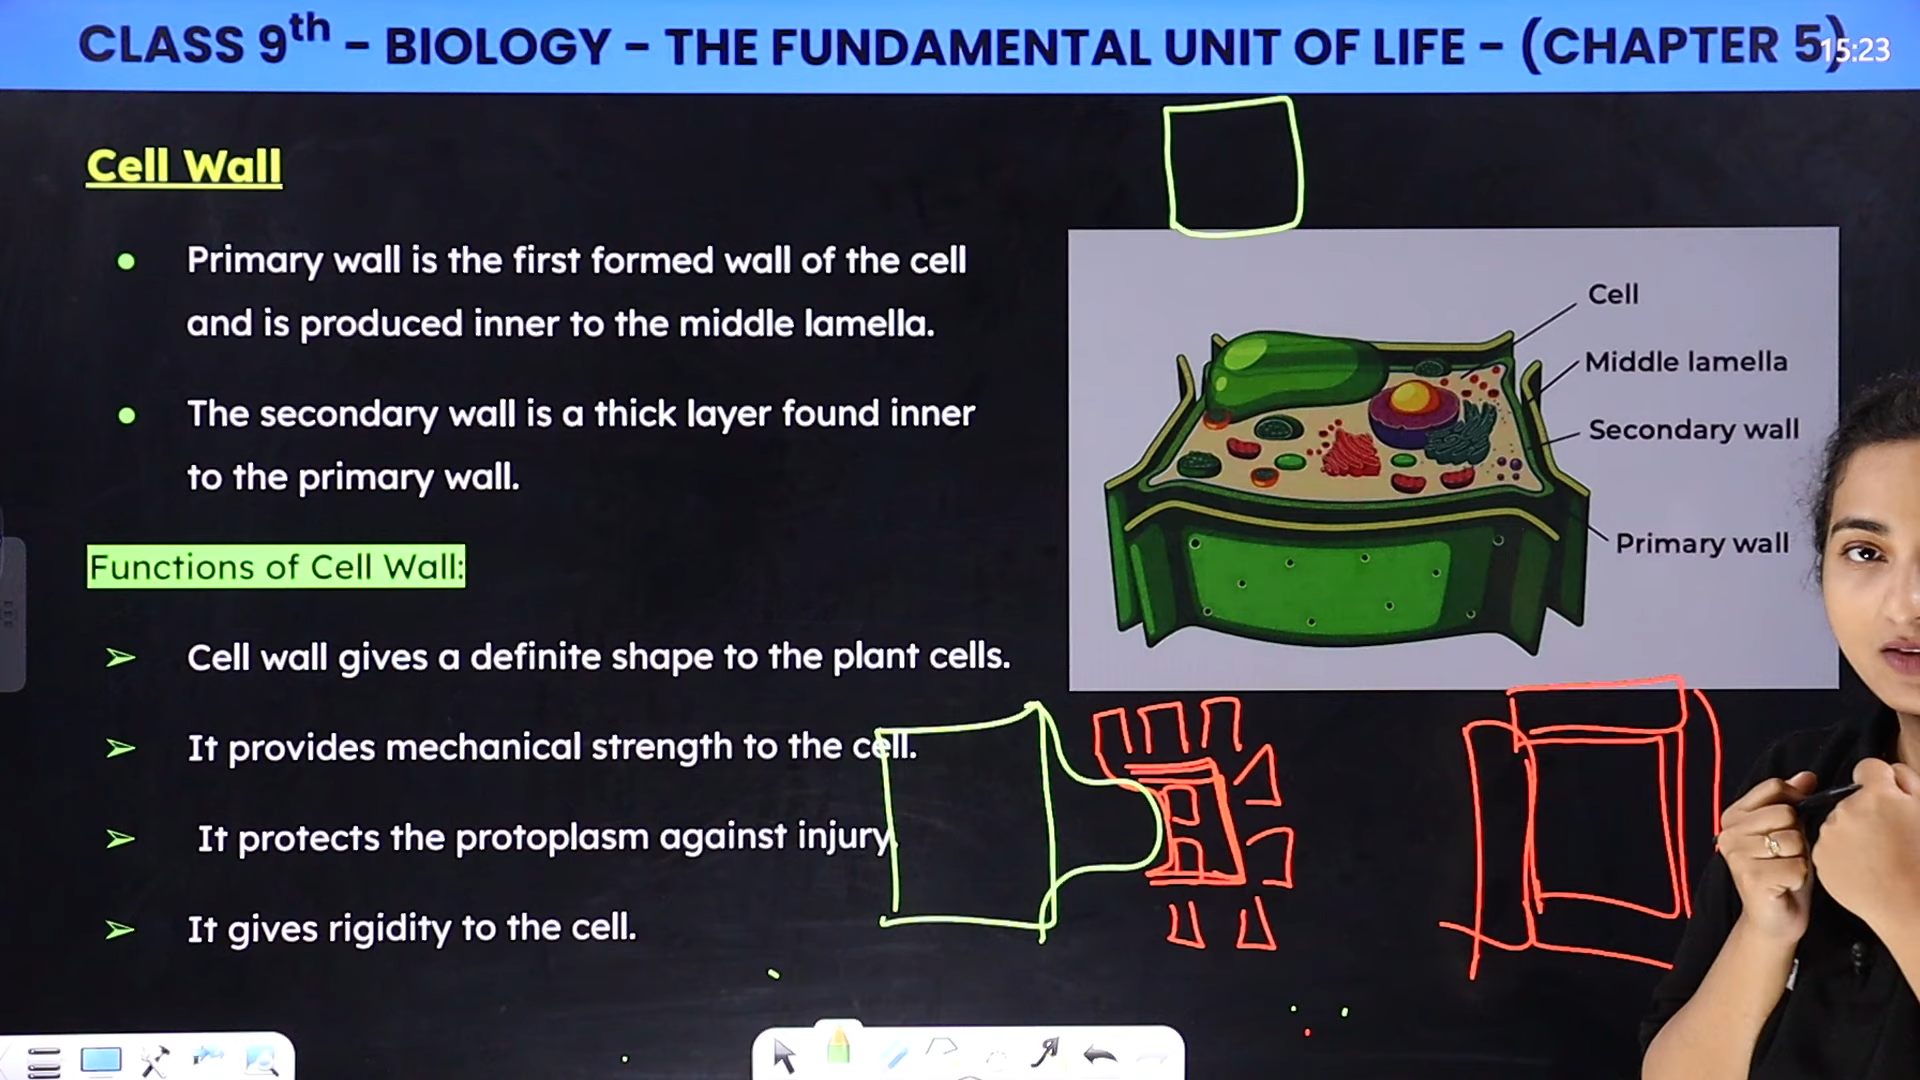 CLASS 9th - BIOLOGY - THE FUNDAMENTAL UNIT OF LIFE - (CHAPTER 5)
15:23
Cell Wall
Primary wall is the first formed wall of the cell
and is produced inner to the middle lamella.
The secondary wall is a thick layer found inner
to the primary wall.
Functions of Cell Wall:
Cell wall gives a definite shape to the plant cells.
It provides mechanical strength to the cell.
It protects the protoplasm against injury.
It gives rigidity to the cell.
Cell
Middle lamella
Secondary wall
Primary wall